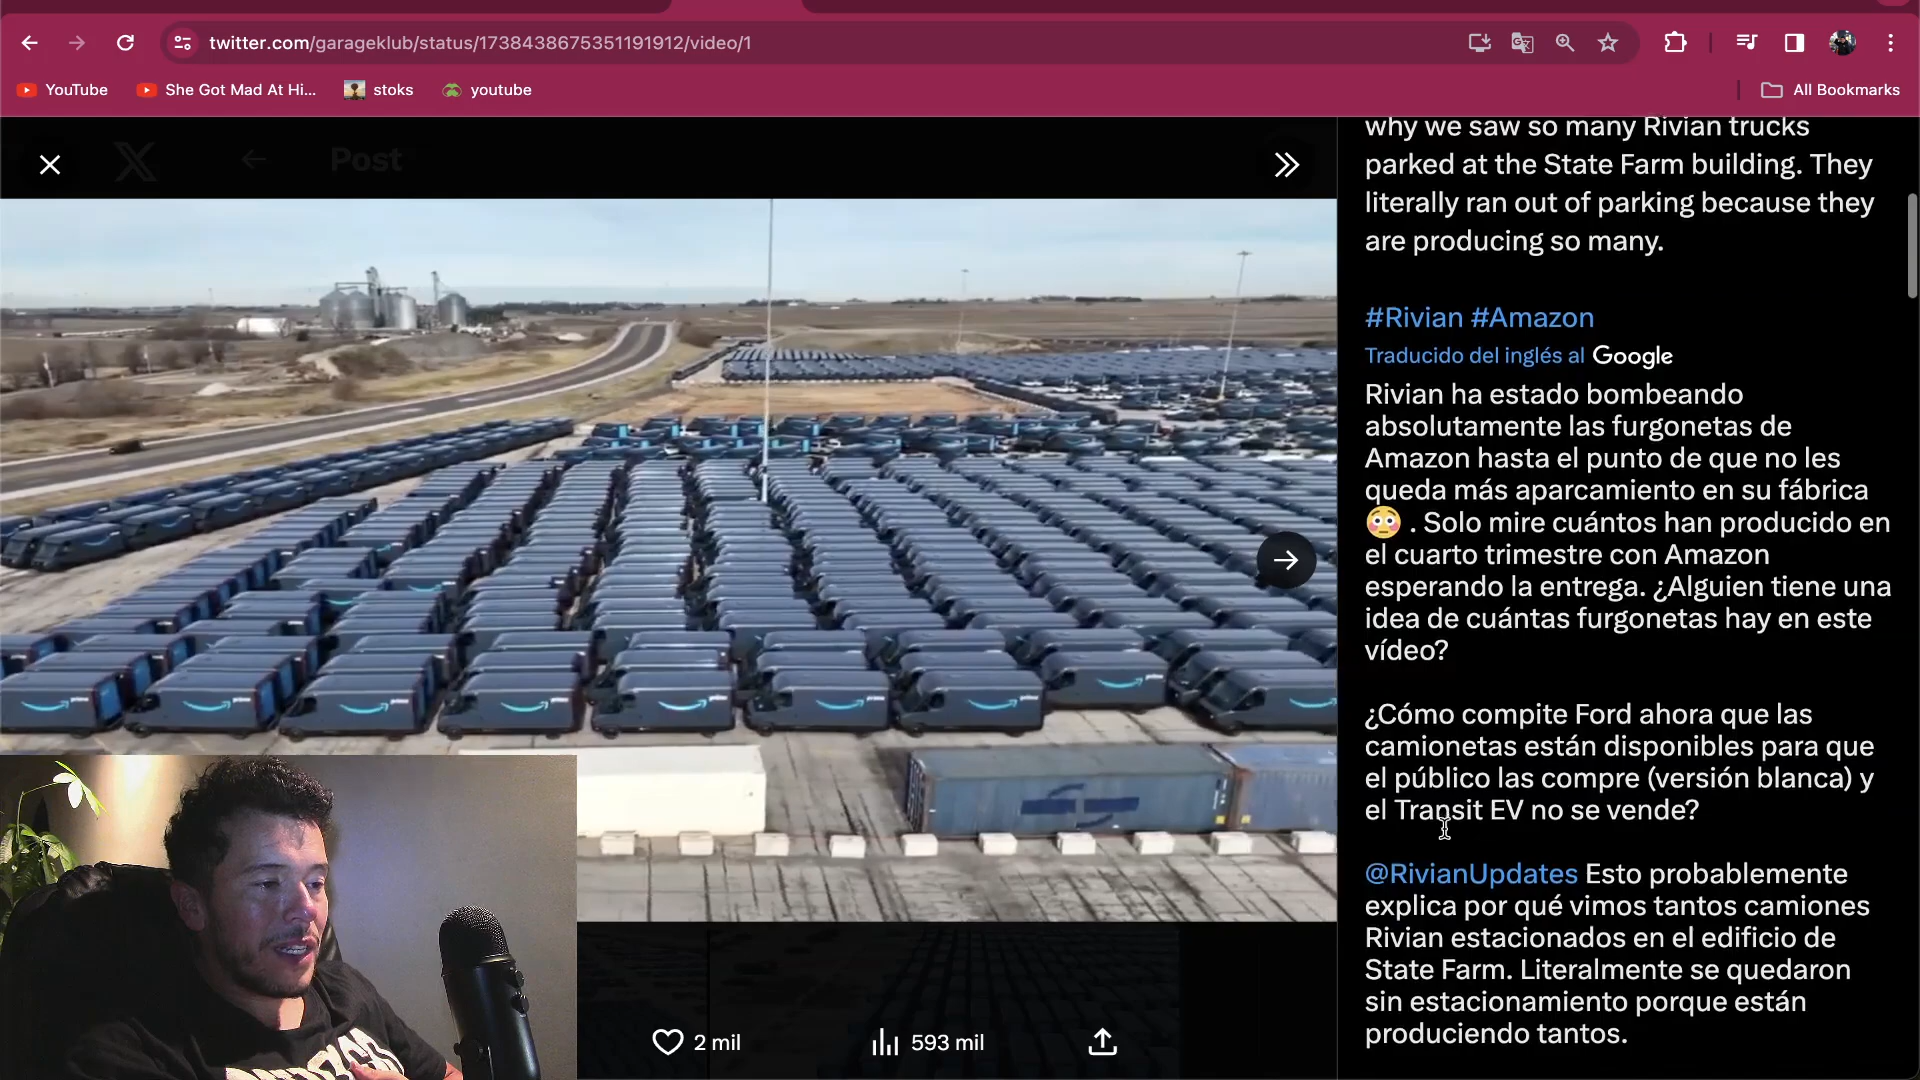 twitter.com/garageklub/status/1738438675351191912/video/1
YouTube
She Got Mad At Hi...
stoks
youtube
All Bookmarks
Post
why we saw so many Rivian trucks
parked at the State Farm building. They
literally ran out of parking because they
are producing so many.
#Rivian #Amazon
Traducido del inglés al Google
Rivian ha estado bombeando
absolutamente las furgonetas de
Amazon hasta el punto de que no les
queda más aparcamiento en su fábrica
😳 . Solo mire cuántos han producido en
el cuarto trimestre con Amazon
esperando la entrega. ¿Alguien tiene una
idea de cuántas furgonetas hay en este
vídeo?
¿Cómo compite Ford ahora que las
camionetas están disponibles para que
el público las compre (versión blanca) y
el Transit EV no se vende?
@RivianUpdates Esto probablemente
explica por qué vimos tantos camiones
Rivian estacionados en el edificio de
State Farm. Literalmente se quedaron
sin estacionamiento porque están
produciendo tantos.
2 mil
593 mil